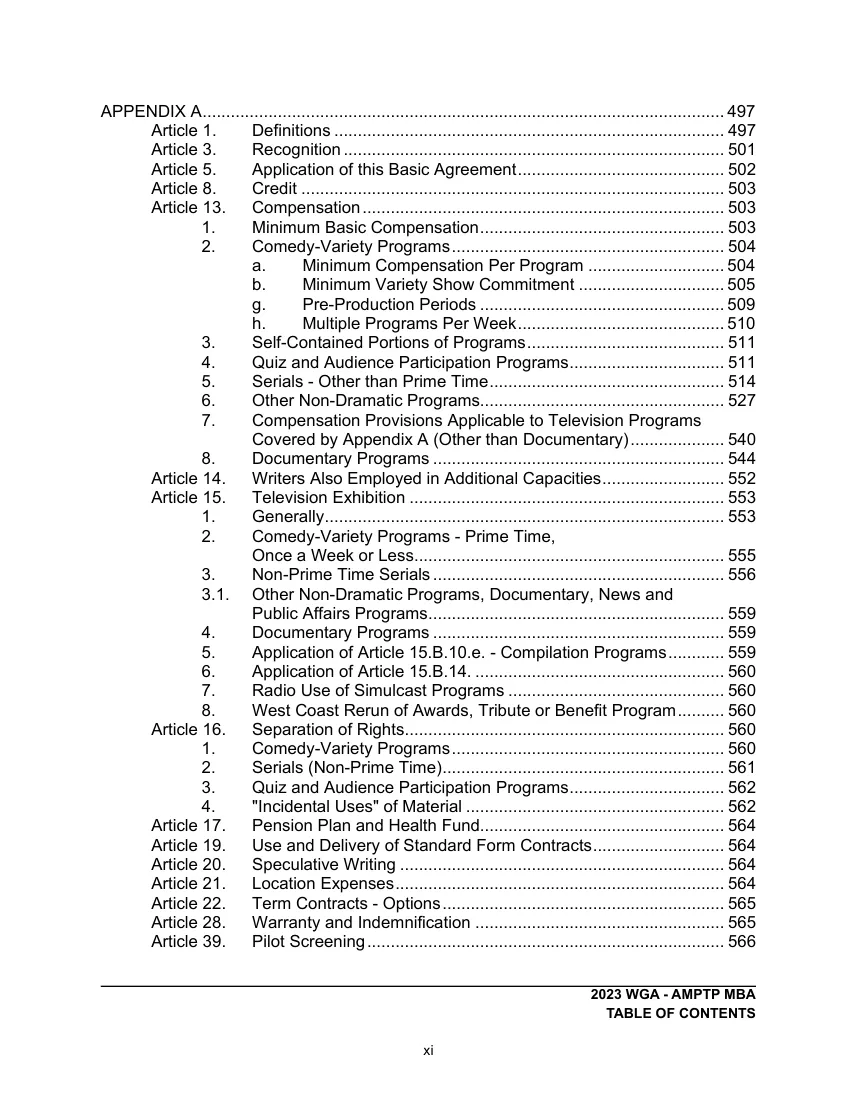 APPENDIX A.............................................................................................................. 497
Article 1. Definitions ................................................................................... 497
Article 3. Recognition ................................................................................. 501
Article 5. Application of this Basic Agreement............................................ 502
Article 8. Credit .......................................................................................... 503
Article 13. Compensation ............................................................................. 503
1. Minimum Basic Compensation.................................................... 503
2. Comedy-Variety Programs.......................................................... 504
a. Minimum Compensation Per Program ............................. 504
b. Minimum Variety Show Commitment ............................... 505
g. Pre-Production Periods .................................................... 509
h. Multiple Programs Per Week............................................ 510
3. Self-Contained Portions of Programs.......................................... 511
4. Quiz and Audience Participation Programs................................. 511
5. Serials - Other than Prime Time.................................................. 514
6. Other Non-Dramatic Programs.................................................... 527
7. Compensation Provisions Applicable to Television Programs
Covered by Appendix A (Other than Documentary).................... 540
8. Documentary Programs .............................................................. 544
Article 14. Writers Also Employed in Additional Capacities.......................... 552
Article 15. Television Exhibition ................................................................... 553
1. Generally..................................................................................... 553
2. Comedy-Variety Programs - Prime Time,
Once a Week or Less.................................................................. 555
3. Non-Prime Time Serials .............................................................. 556
3.1. Other Non-Dramatic Programs, Documentary, News and
Public Affairs Programs............................................................... 559
4. Documentary Programs .............................................................. 559
5. Application of Article 15.B.10.e. - Compilation Programs............ 559
6. Application of Article 15.B.14. ..................................................... 560
7. Radio Use of Simulcast Programs .............................................. 560
8. West Coast Rerun of Awards, Tribute or Benefit Program.......... 560
Article 16. Separation of Rights.................................................................... 560
1. Comedy-Variety Programs.......................................................... 560
2. Serials (Non-Prime Time)............................................................ 561
3. Quiz and Audience Participation Programs................................. 562
4. "Incidental Uses" of Material ....................................................... 562
Article 17. Pension Plan and Health Fund.................................................... 564
Article 19. Use and Delivery of Standard Form Contracts............................ 564
Article 20. Speculative Writing ..................................................................... 564
Article 21. Location Expenses...................................................................... 564
Article 22. Term Contracts - Options............................................................ 565
Article 28. Warranty and Indemnification ..................................................... 565
Article 39. Pilot Screening............................................................................ 566
2023 WGA - AMPTP MBA
TABLE OF CONTENTS
xi